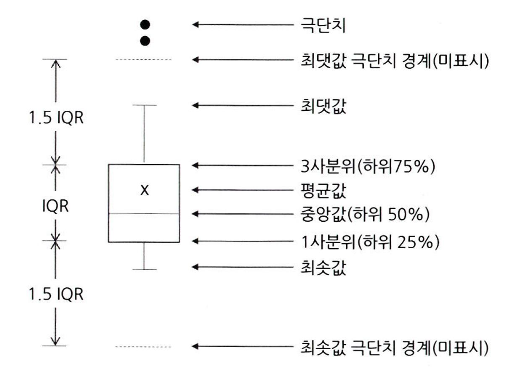 극단치
최댓값 극단치 경계(미표시)
1.5 IQR
최댓값
3사분위(하위75%)
x
평균값
IQR
중앙값(하위 50%)
1사분위(하위 25%)
최솟값
1.5 IQR
최솟값 극단치 경계(미표시)